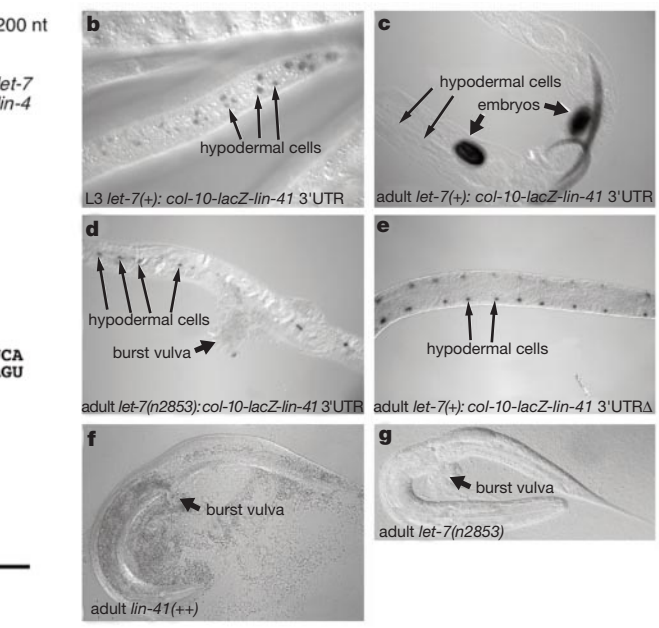 200 nt
let-7
lin-4
CA
GU
b
hypodermal cells
L3 let-7(+): col-10-lacZ-lin-41 3'UTR
c
hypodermal cells
embryos
adult let-7(+): col-10-lacZ-lin-41 3'UTR
d
hypodermal cells
burst vulva
adult let-7(n2853): col-10-lacZ-lin-41 3'UTR
e
hypodermal cells
adult let-7(+): col-10-lacZ-lin-41 3'UTRΔ
f
burst vulva
adult lin-41(++)
g
burst vulva
adult let-7(n2853)